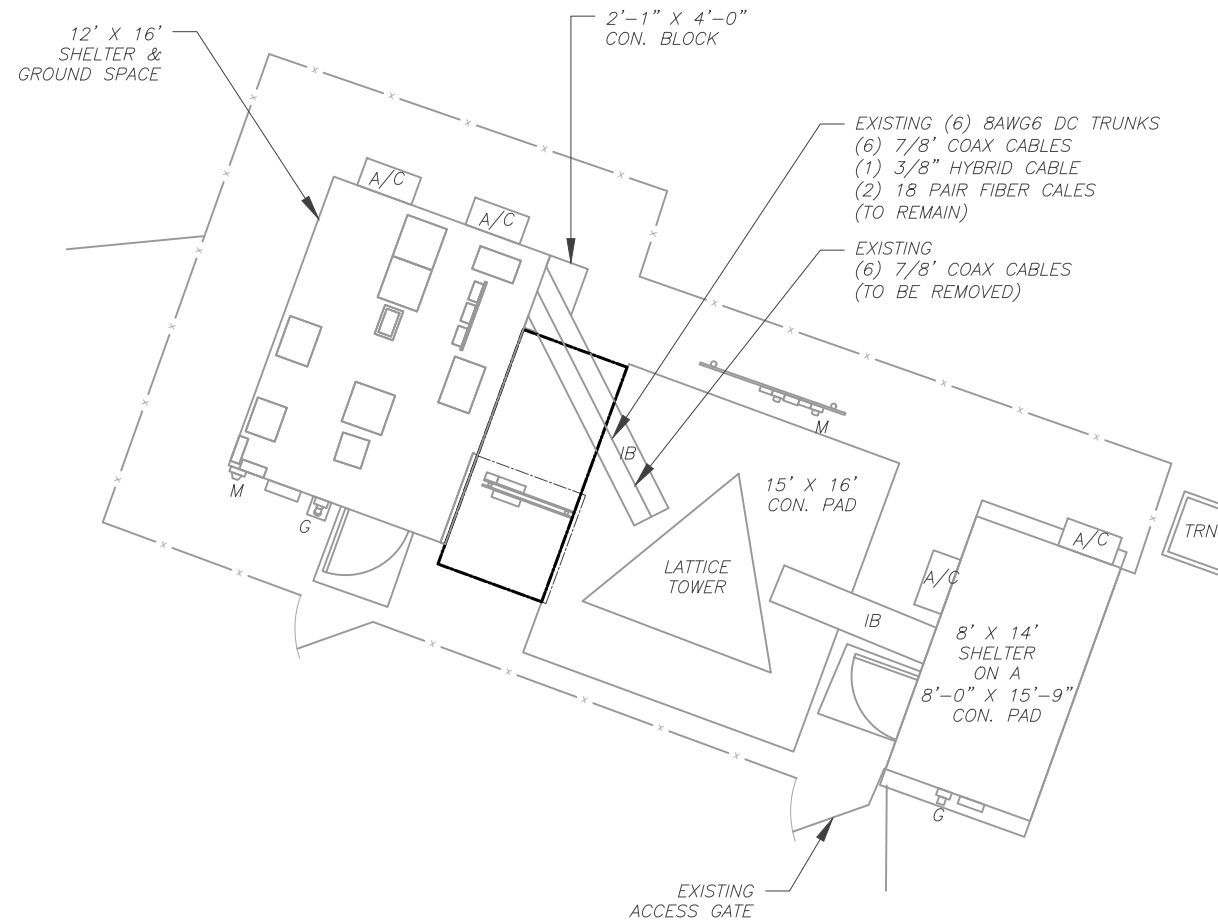 12' X 16'
SHELTER &
GROUND SPACE
2'-1" X 4'-0"
CON. BLOCK
EXISTING (6) 8AWG6 DC TRUNKS
(6) 7/8' COAX CABLES
(1) 3/8" HYBRID CABLE
(2) 18 PAIR FIBER CALES
(TO REMAIN)
EXISTING
(6) 7/8' COAX CABLES
(TO BE REMOVED)
A/C
A/C
M
IB
15' X 16'
CON. PAD
M
G
LATTICE
TOWER
TRN
A/C
A/C
IB
8' X 14'
SHELTER
ON A
8'-0" X 15'-9"
CON. PAD
G
EXISTING
ACCESS GATE